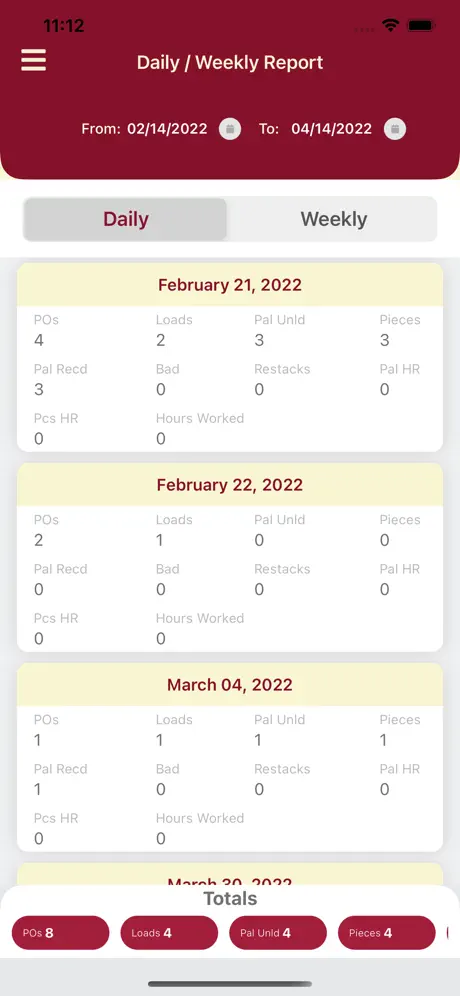 11:12
Daily / Weekly Report
From: 02/14/2022 To: 04/14/2022
Daily Weekly
February 21, 2022
POs Loads Pal Unld Pieces
4 2 3 3
Pal Recd Bad Restacks Pal HR
3 0 0 0
Pcs HR Hours Worked
0 0
February 22, 2022
POs Loads Pal Unld Pieces
2 1 0 0
Pal Recd Bad Restacks Pal HR
0 0 0 0
Pcs HR Hours Worked
0 0
March 04, 2022
POs Loads Pal Unld Pieces
1 1 1 1
Pal Recd Bad Restacks Pal HR
1 0 0 0
Pcs HR Hours Worked
0 0
March 30, 2022
Totals
POs 8 Loads 4 Pal Unld 4 Pieces 4